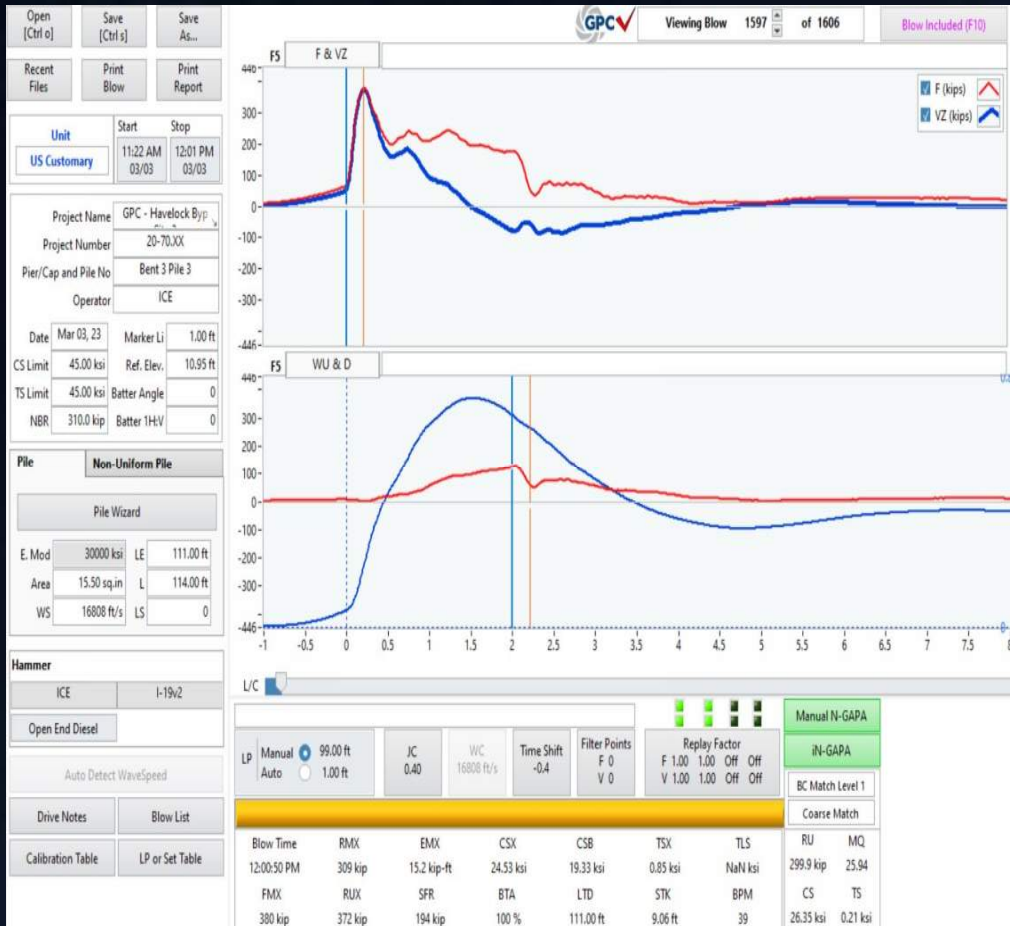 Open
[Ctrl o]
Save
[Ctrl s]
Save
As...
GPC
Viewing Blow 1597 of 1606
Blow Included (F10)
F5 F & VZ
Recent
Files
Print
Blow
Print
Report
Unit
US Customary
Start
11:22 AM
03/03
Stop
12:01 PM
03/03
Project Name GPC - Havelock Byp
Project Number 20-70.XX
Pier/Cap and Pile No Bent 3 Pile 3
Operator ICE
Date Mar 03, 23 Marker Li 1.00 ft
CS Limit 45.00 ksi Ref. Elev. 10.95 ft
TS Limit 45.00 ksi Batter Angle 0
NBR 310.0 kip Batter 1H:V 0
Pile Non-Uniform Pile
Pile Wizard
E. Mod 30000 ksi LE 111.00 ft
Area 15.50 sq.in L 114.00 ft
WS 16808 ft/s LS 0
Hammer
ICE I-19v2
Open End Diesel
Auto Detect WaveSpeed
Drive Notes Blow List
Calibration Table LP or Set Table
446
300
200
100
0
-100
-200
-300
-446
F (kips)
VZ (kips)
F5 WU & D
446
300
200
100
0
-100
-200
-300
-446
0
-1 -0.5 0 0.5 1 1.5 2 2.5 3 3.5 4 4.5 5 5.5 6 6.5 7 7.5 8
L/C
LP Manual 99.00 ft
Auto 1.00 ft
JC
0.40
WC
16808 ft/s
Time Shift
-0.4
Filter Points
F 0
V 0
Replay Factor
F 1.00 1.00 Off Off
V 1.00 1.00 Off Off
Manual N-GAPA
iN-GAPA
BC Match Level 1
Coarse Match
Blow Time RMX EMX CSX CSB TSX TLS
12:00:50 PM 309 kip 15.2 kip-ft 24.53 ksi 19.33 ksi 0.85 ksi NaN ksi
FMX RUX SFR BTA LTD STK BPM
380 kip 372 kip 194 kip 100 % 111.00 ft 9.06 ft 39
RU MQ
299.9 kip 25.94
CS TS
26.35 ksi 0.21 ksi